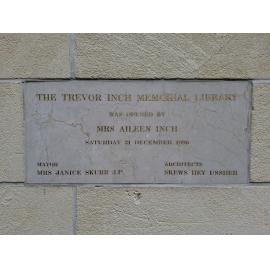 THE TREVOR INCH MEMORIAL LIBRARY
WAS OPENED BY
MRS AILEEN INCH
SATURDAY 21 DECEMBER 1996
MAYOR ARCHITECTS
MRS JANICE SKURR J.P. SKEWS HEY USSHER